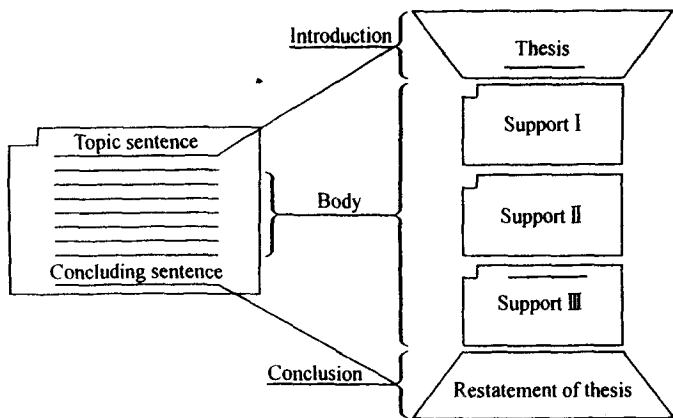 Introduction
Thesis
Support Ⅰ
Topic sentence
Support Ⅱ
Body
Concluding sentence
Support Ⅲ
Conclusion
Restatement of thesis